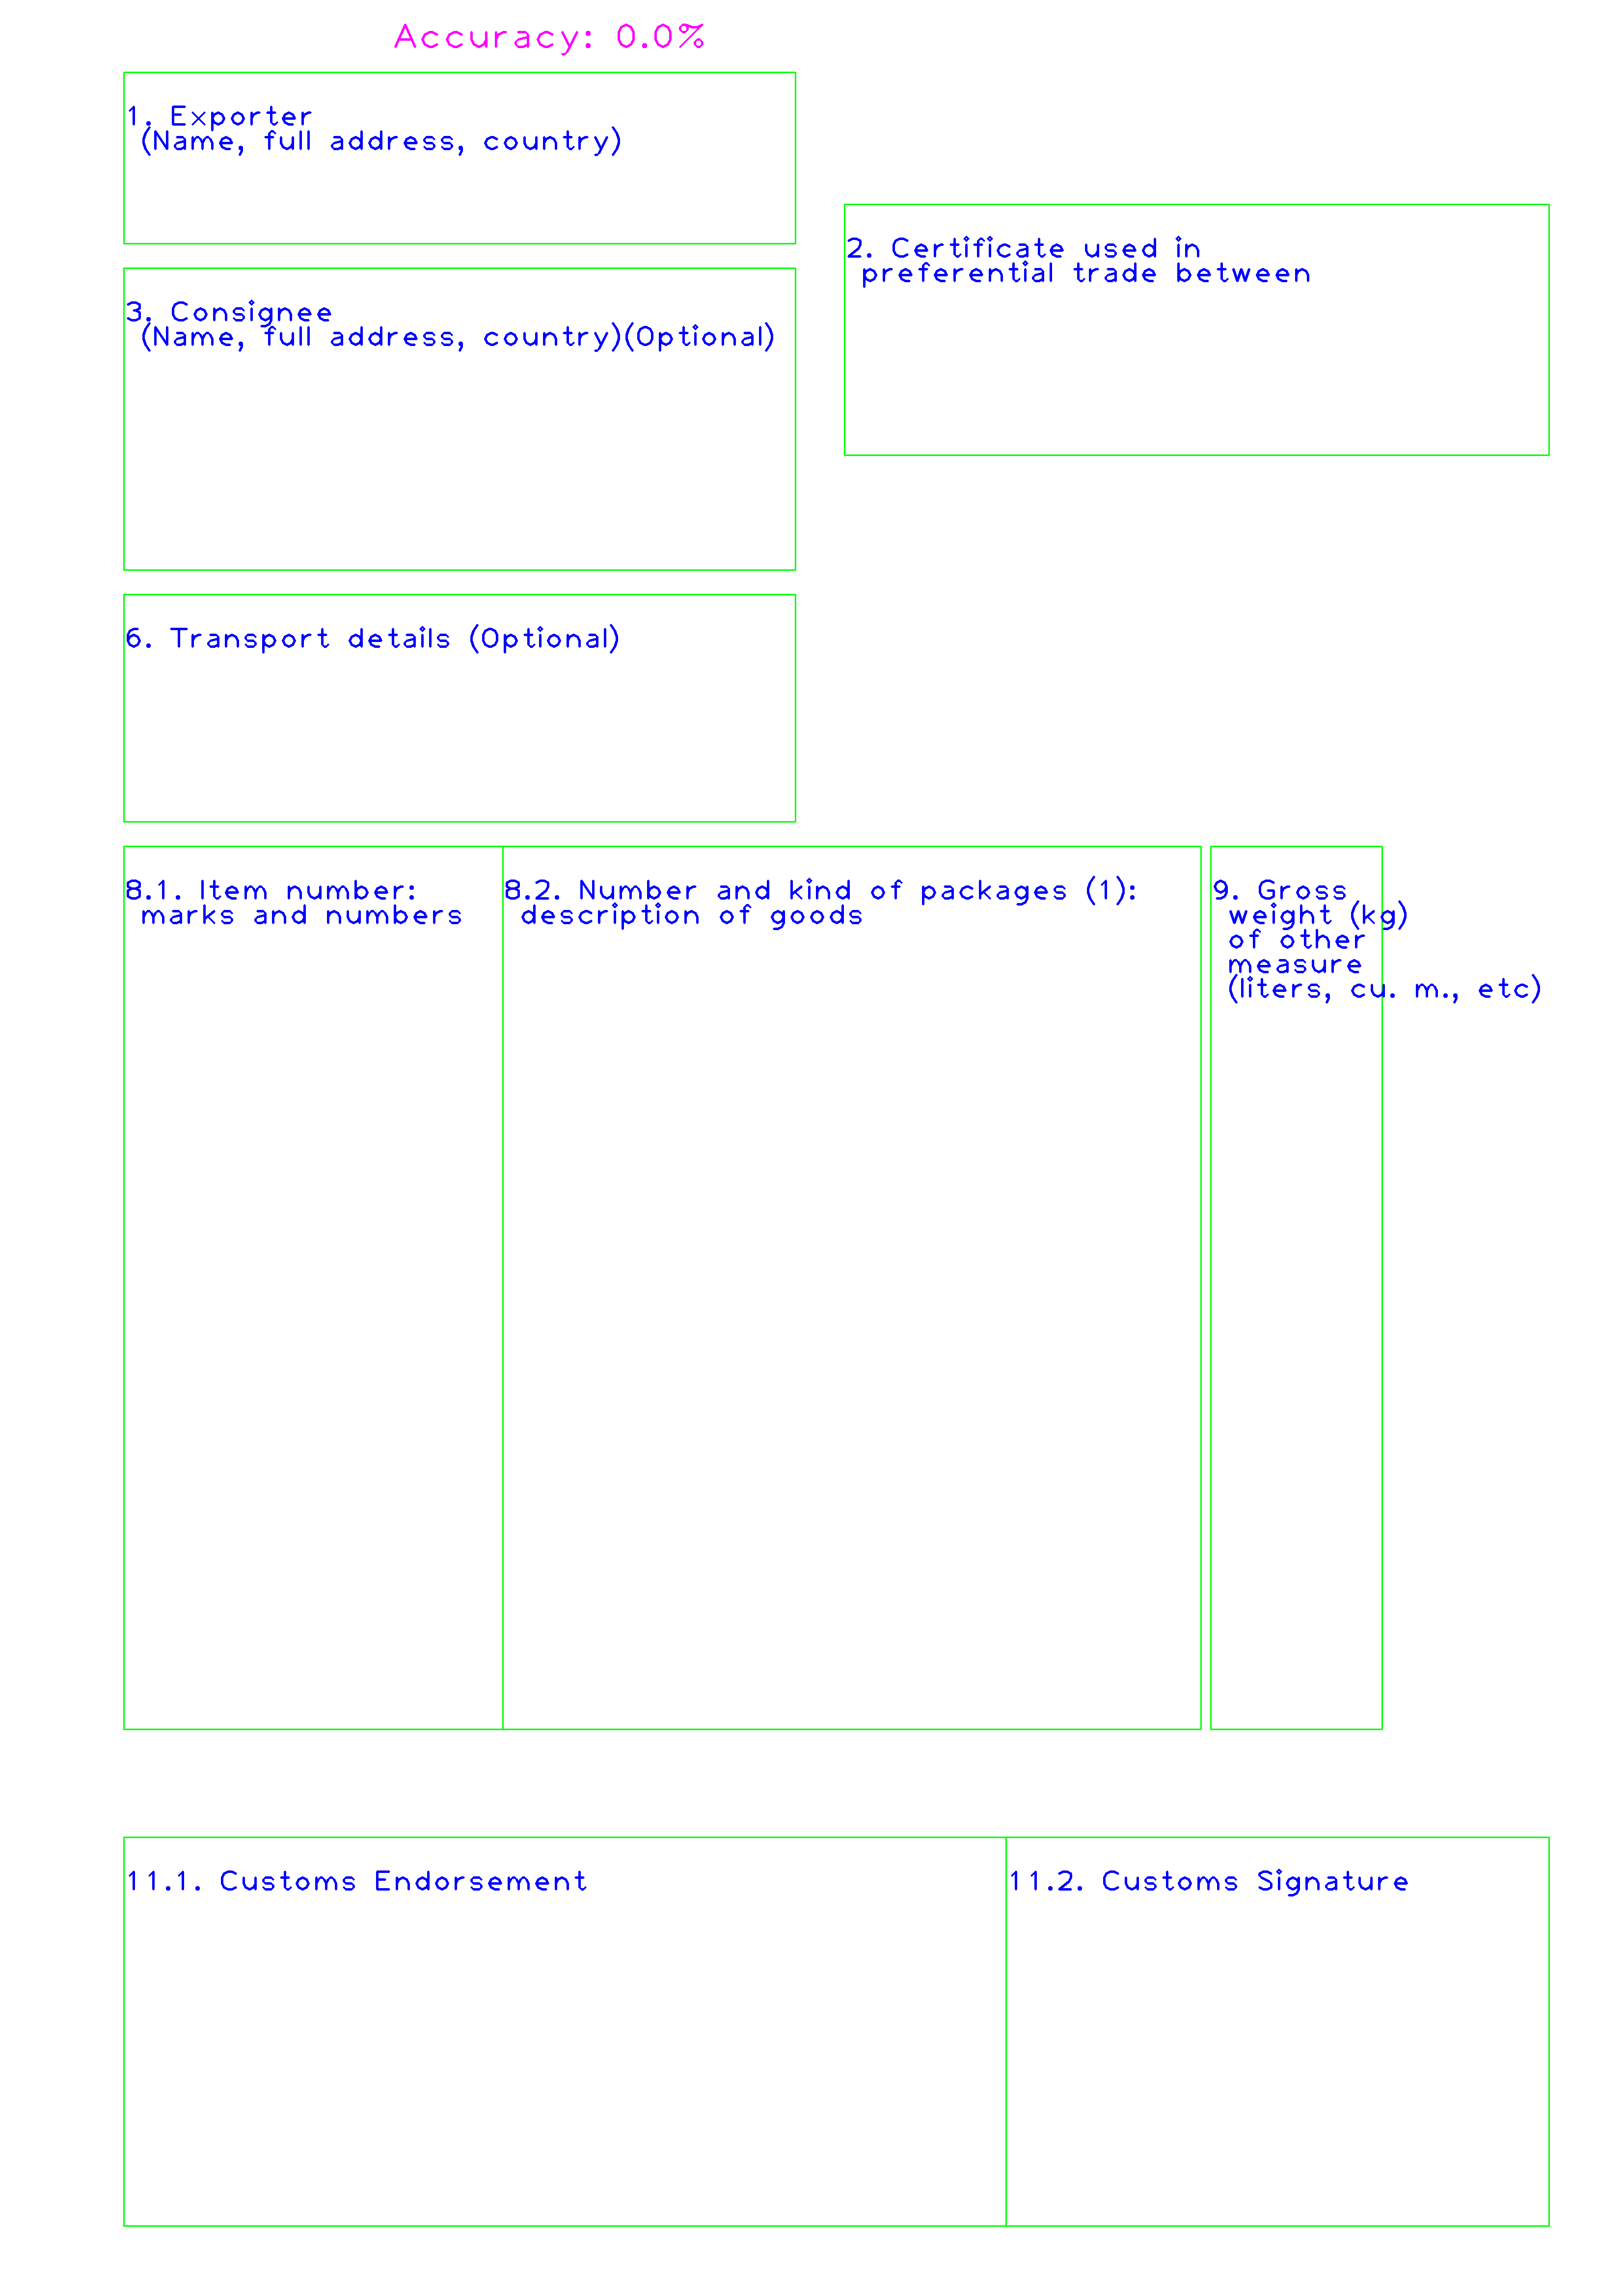 Accuracy: 0.0%
1. Exporter
(Name, full address, country)
2. Certificate used in
preferential trade between
3. Consignee
(Name, full address, country)(Optional)
6. Transport details (Optional)
8.1. Item number:
marks and numbers
8.2. Number and kind of packages (1):
description of goods
9. Gross
weight (kg)
of other
measure
(liters, cu. m., etc)
11.1. Customs Endorsement
11.2. Customs Signature